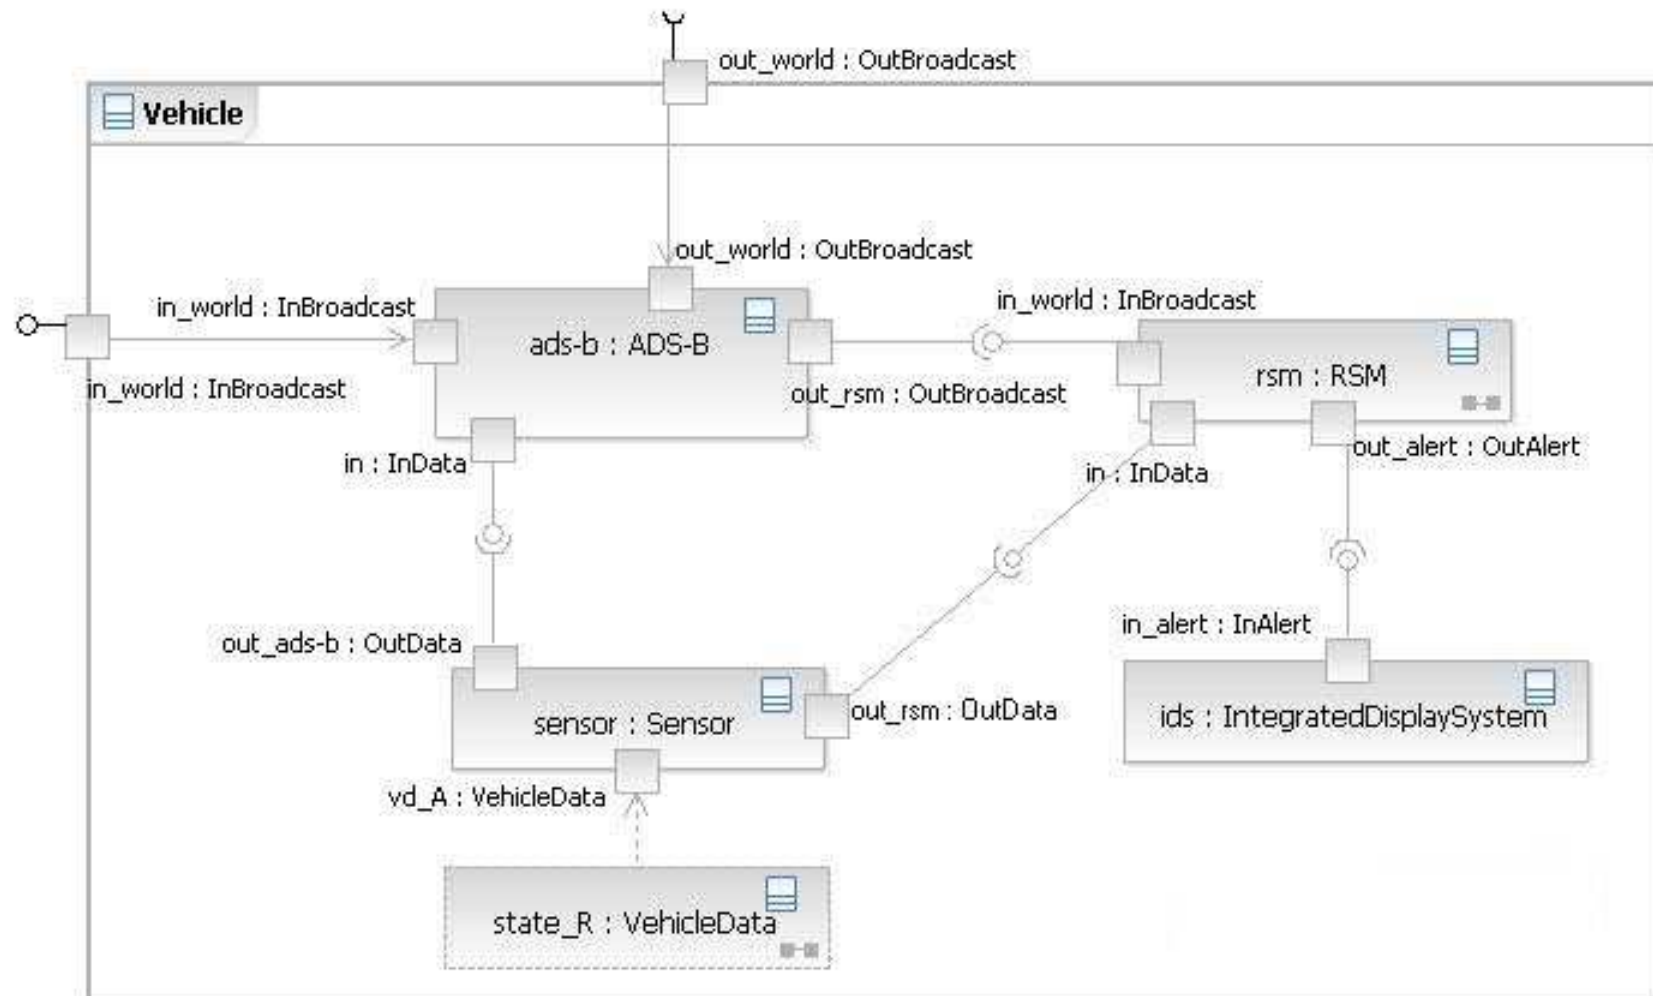 out_world : OutBroadcast
Vehicle
out_world : OutBroadcast
in_world : InBroadcast
in_world : InBroadcast
ads-b : ADS-B
rsm : RSM
in_world : InBroadcast
out_rsm : OutBroadcast
out_alert : OutAlert
in : InData
in : InData
in_alert : InAlert
out_ads-b : OutData
out_rsm : OutData
ids : IntegratedDisplaySystem
sensor : Sensor
vd_A : VehicleData
state_R : VehicleData